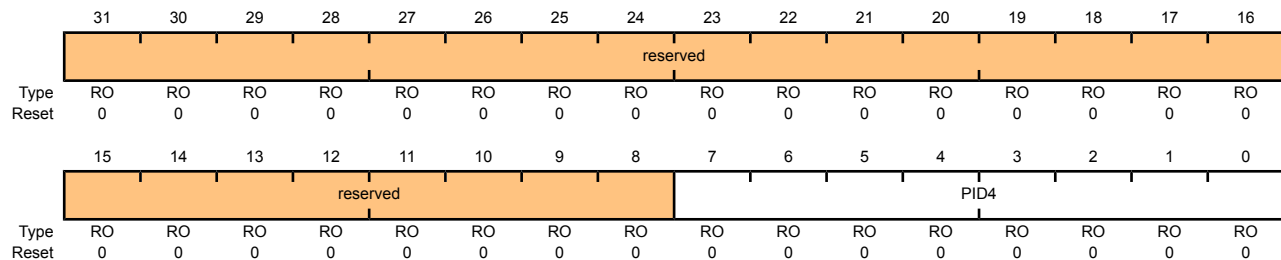 31 30 29 28 27 26 25 24 23 22 21 20 19 18 17 16
reserved
Type RO RO RO RO RO RO RO RO RO RO RO RO RO RO RO RO
Reset 0 0 0 0 0 0 0 0 0 0 0 0 0 0 0 0
15 14 13 12 11 10 9 8 7 6 5 4 3 2 1 0
reserved PID4
Type RO RO RO RO RO RO RO RO RO RO RO RO RO RO RO RO
Reset 0 0 0 0 0 0 0 0 0 0 0 0 0 0 0 0